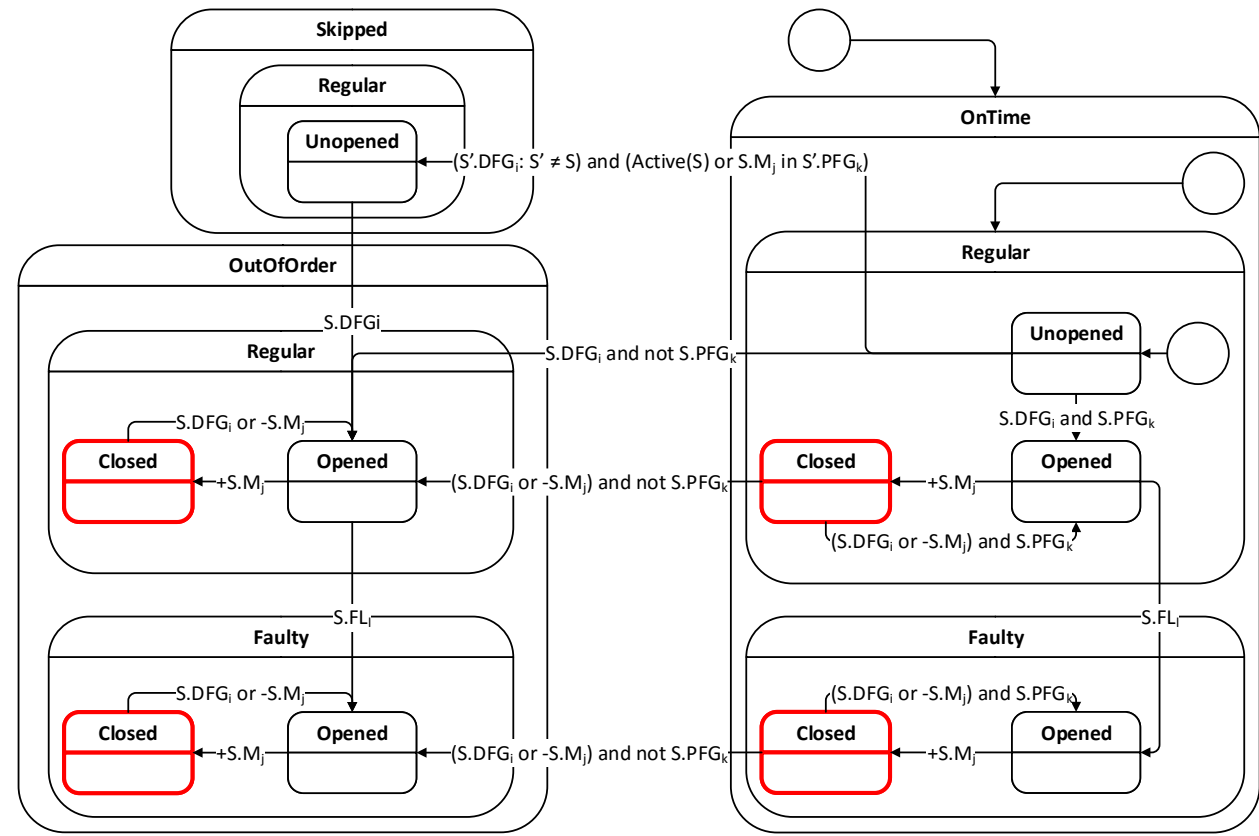 Skipped
Regular
Unopened
OnTime
(S'.DFGi: S' ≠ S) and (Active(S) or S.Mj in S'.PFGk)
OutOfOrder
Regular
S.DFGi
Unopened
Regular
S.DFGi and not S.PFGk
S.DFGi and S.PFGk
S.DFGi or -S.Mj
Closed
Opened
Closed
Opened
+S.Mj
(S.DFGi or -S.Mj) and not S.PFGk
+S.Mj
(S.DFGi or -S.Mj) and S.PFGk
S.FLl
S.FLl
Faulty
Faulty
S.DFGi or -S.Mj
(S.DFGi or -S.Mj) and S.PFGk
Closed
Opened
Closed
Opened
+S.Mj
(S.DFGi or -S.Mj) and not S.PFGk
+S.Mj